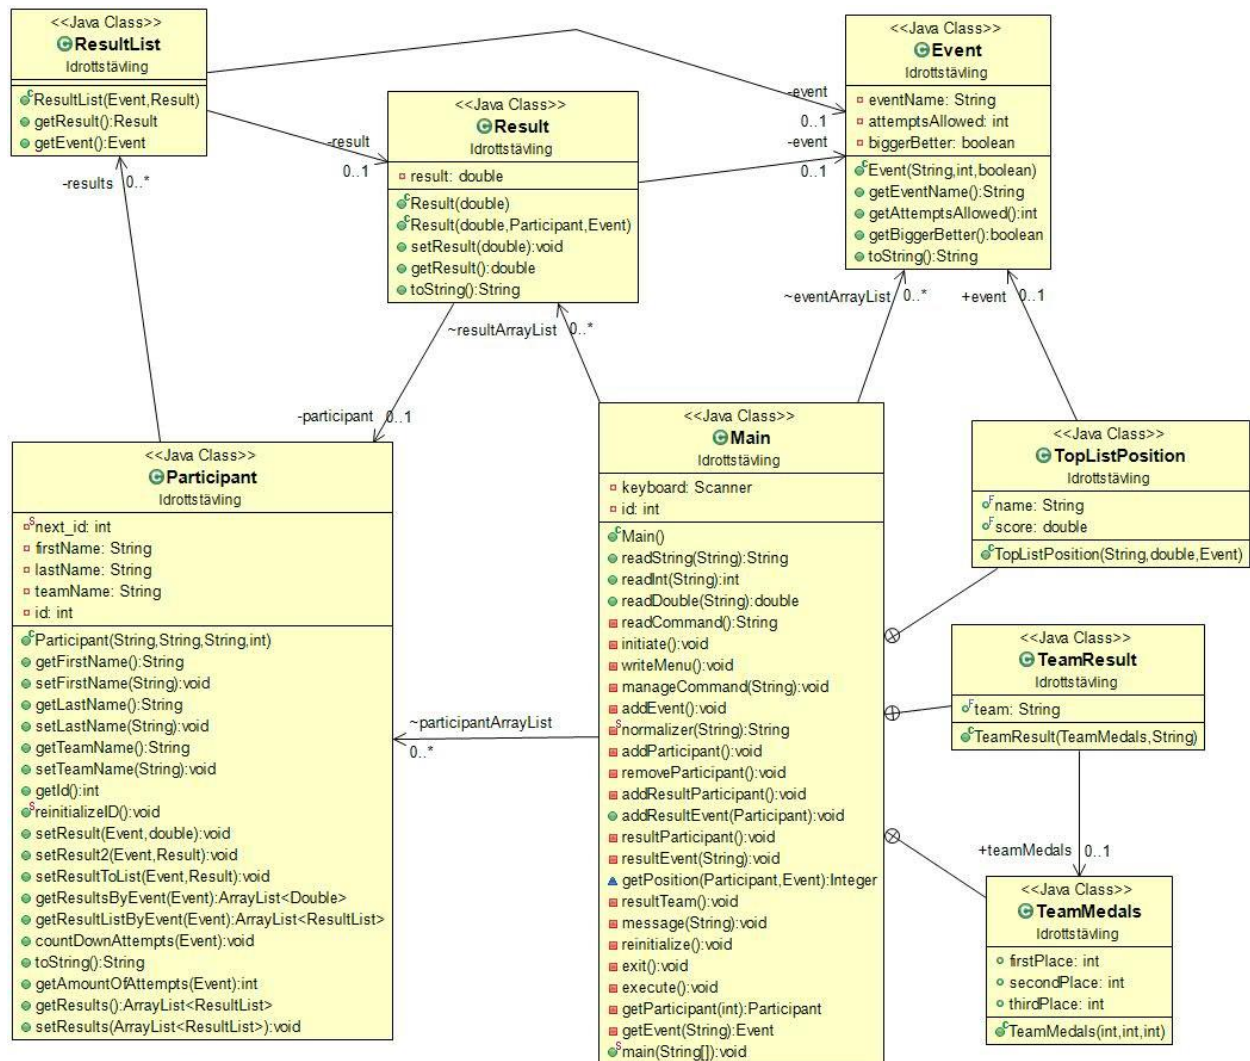 <<Java Class>>
ResultList
Idrottstävling
ResultList(Event,Result)
getResult():Result
getEvent():Event
<<Java Class>>
Event
Idrottstävling
eventName: String
attemptsAllowed: int
biggerBetter: boolean
Event(String,int,boolean)
getEventName():String
getAttemptsAllowed():int
getBiggerBetter():boolean
toString():String
-event
0..1
-event
0..1
-result
0..1
<<Java Class>>
Result
Idrottstävling
result: double
Result(double)
Result(double,Participant,Event)
setResult(double):void
getResult():double
toString():String
-results 0..*
~resultArrayList 0..*
~eventArrayList 0..*
+event 0..1
-participant 0..1
<<Java Class>>
Participant
Idrottstävling
next_id: int
firstName: String
lastName: String
teamName: String
id: int
Participant(String,String,String,int)
getFirstName():String
setFirstName(String):void
getLastName():String
setLastName(String):void
getTeamName():String
setTeamName(String):void
getId():int
reinitializeID():void
setResult(Event,double):void
setResult2(Event,Result):void
setResultToList(Event,Result):void
getResultsByEvent(Event):ArrayList<Double>
getResultListByEvent(Event):ArrayList<ResultList>
countDownAttempts(Event):void
toString():String
getAmountOfAttempts(Event):int
getResults():ArrayList<ResultList>
setResults(ArrayList<ResultList>):void
~participantArrayList
0..*
<<Java Class>>
Main
Idrottstävling
keyboard: Scanner
id: int
Main()
readString(String):String
readInt(String):int
readDouble(String):double
readCommand():String
initiate():void
writeMenu():void
manageCommand(String):void
addEvent():void
normalizer(String):String
addParticipant():void
removeParticipant():void
addResultParticipant():void
addResultEvent(Participant):void
resultParticipant():void
resultEvent(String):void
getPosition(Participant,Event):Integer
resultTeam():void
message(String):void
reinitialize():void
exit():void
execute():void
getParticipant(int):Participant
getEvent(String):Event
main(String[]):void
<<Java Class>>
TopListPosition
Idrottstävling
name: String
score: double
TopListPosition(String,double,Event)
<<Java Class>>
TeamResult
Idrottstävling
team: String
TeamResult(TeamMedals,String)
+teamMedals 0..1
<<Java Class>>
TeamMedals
Idrottstävling
firstPlace: int
secondPlace: int
thirdPlace: int
TeamMedals(int,int,int)